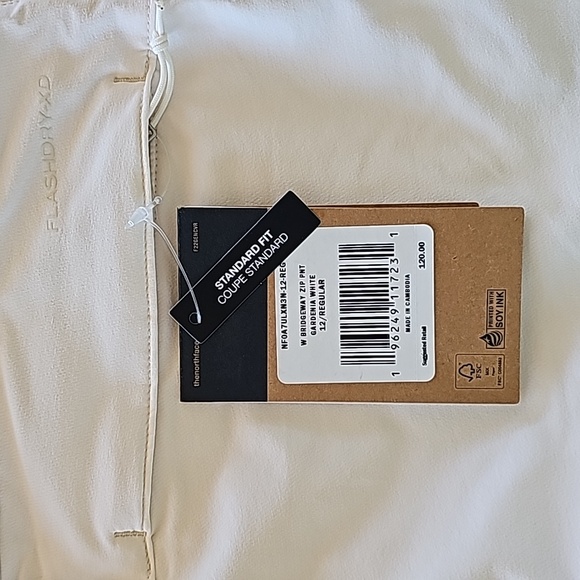 FLASHDRY-XD
STANDARD FIT
COUPE STANDARD
NF0A7ULXN3N-12-REG
W BRIDGEWAY ZIP PNT
GARDENIA WHITE
12/REGULAR
1 96249 11723 1
MADE IN CAMBODIA
120.00
Suggested Retail
PRINTED WITH
SOY INK
FSC
MIX
thenorthface